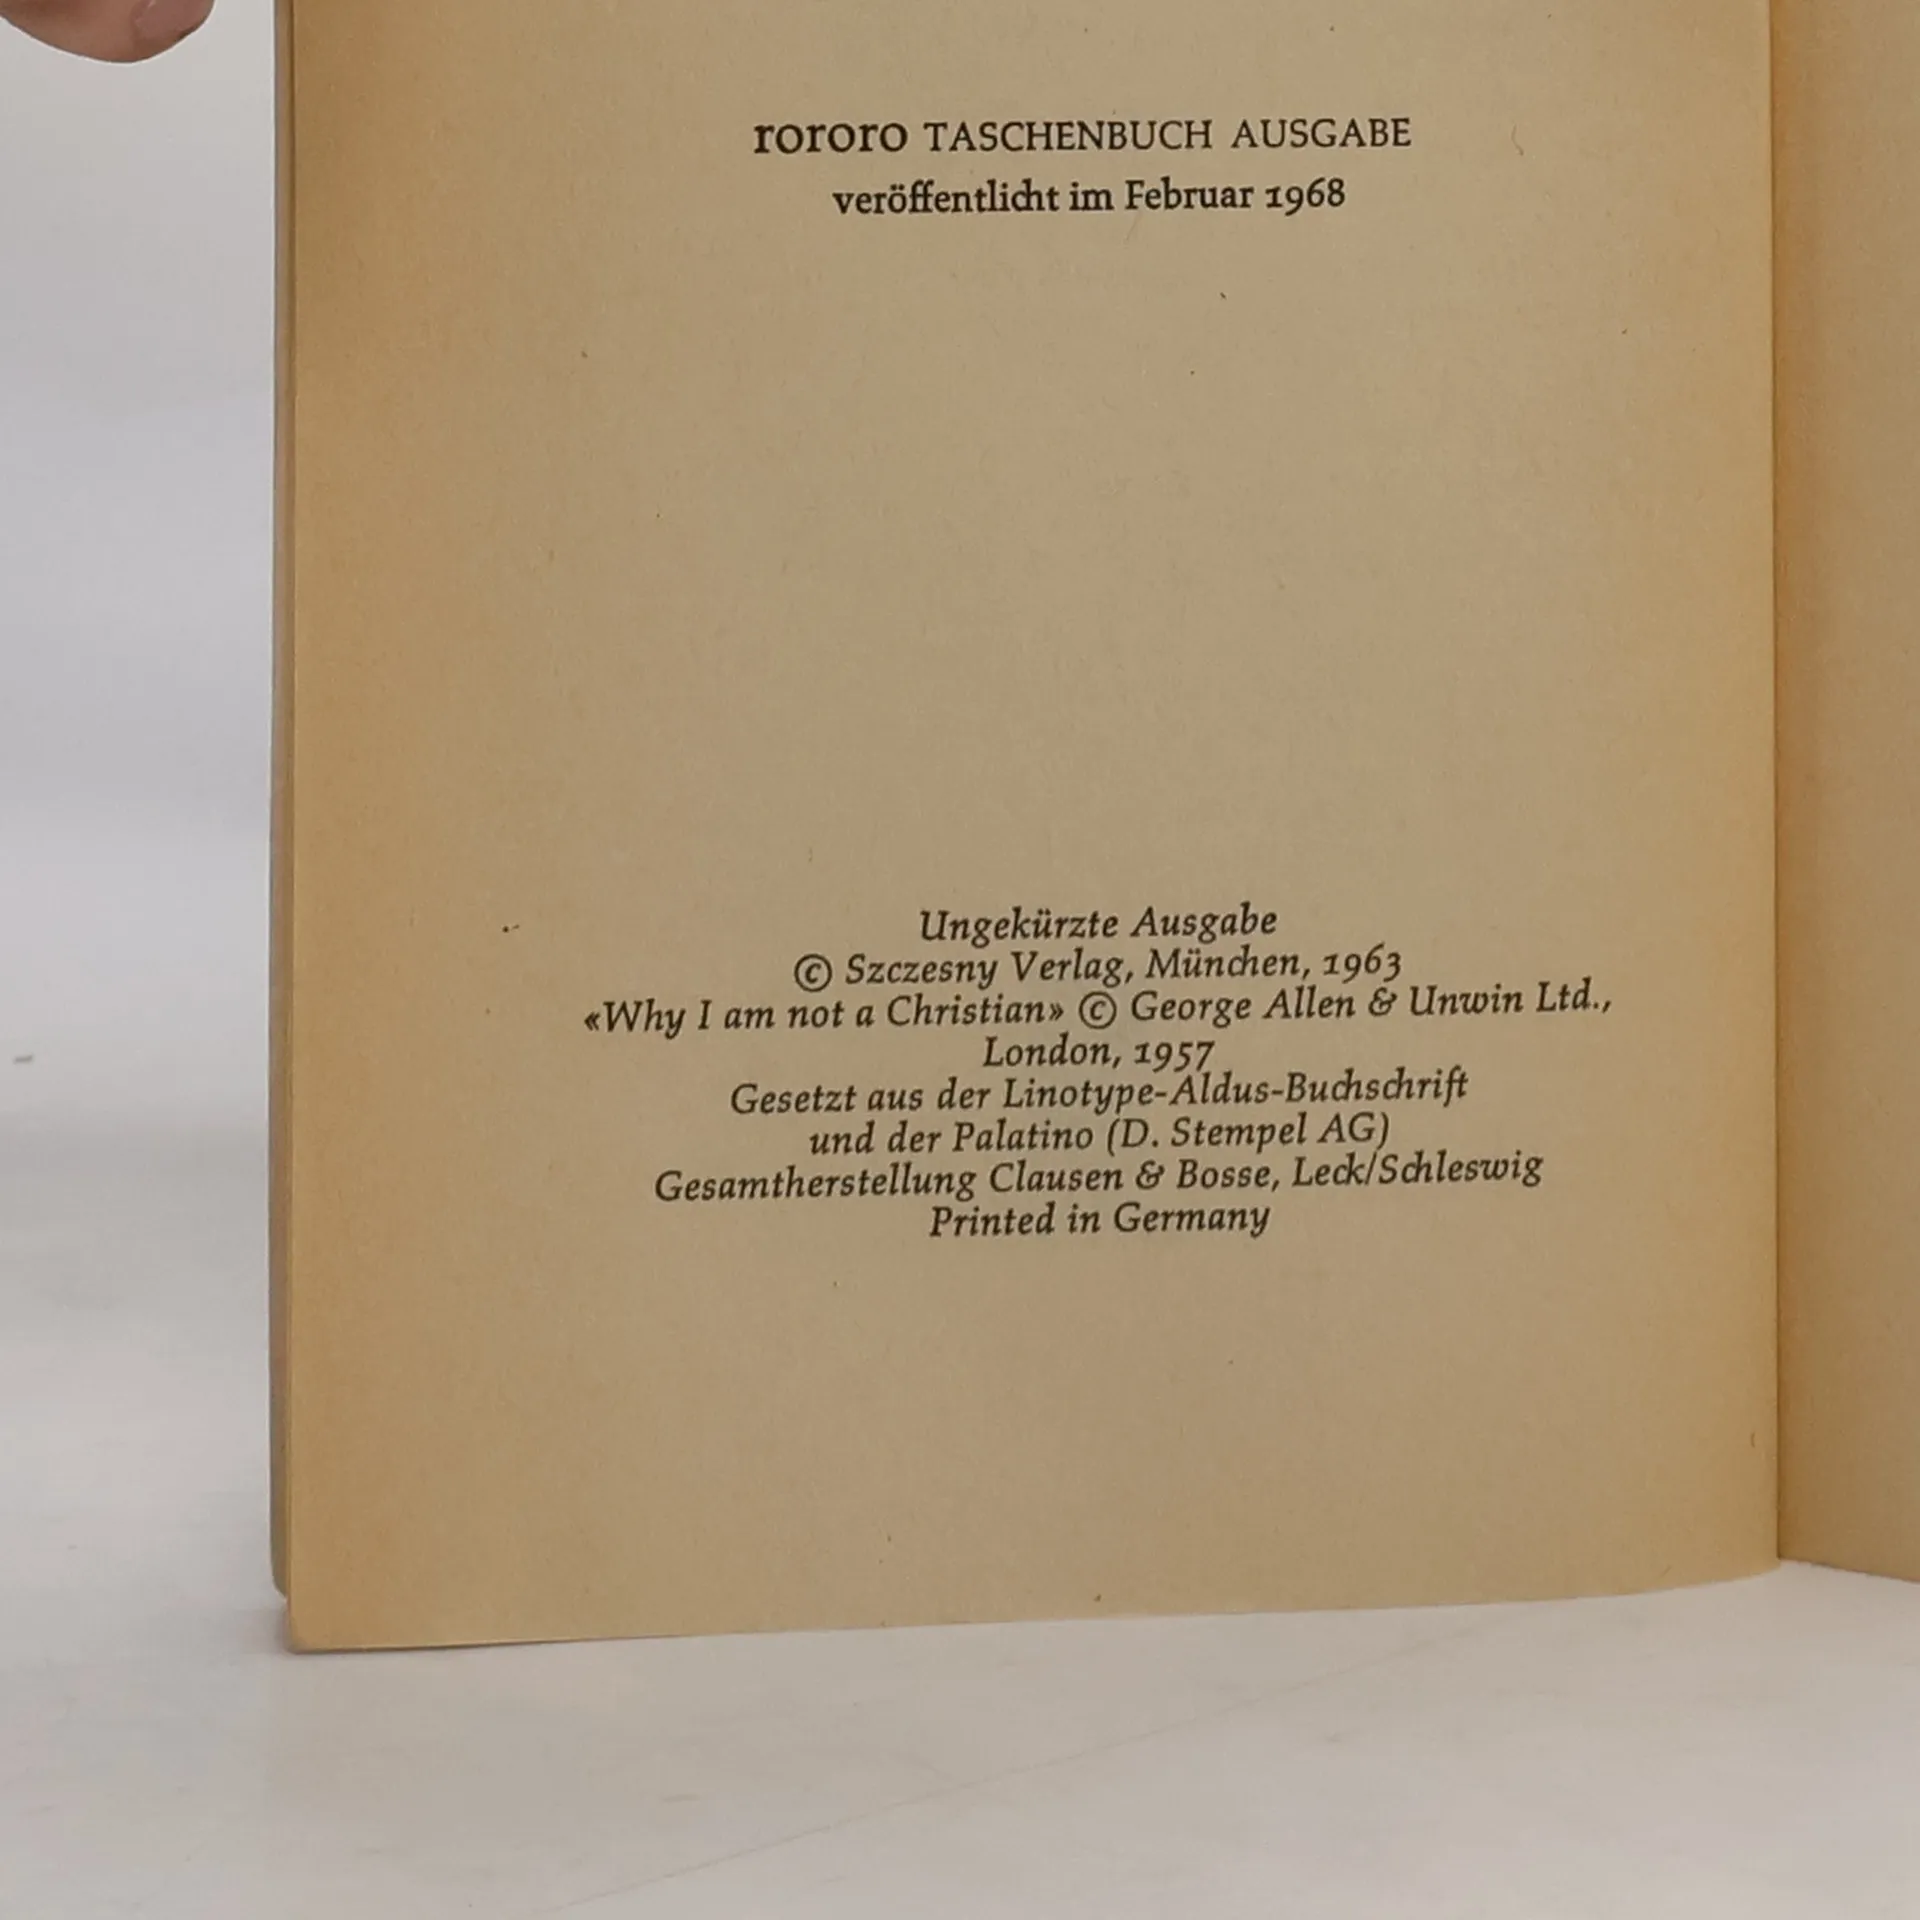 rororo TASCHENBUCH AUSGABE
veröffentlicht im Februar 1968
Ungekürzte Ausgabe
© Szczesny Verlag, München, 1963
«Why I am not a Christian» © George Allen & Unwin Ltd.,
London, 1957
Gesetzt aus der Linotype-Aldus-Buchschrift
und der Palatino (D. Stempel AG)
Gesamtherstellung Clausen & Bosse, Leck/Schleswig
Printed in Germany